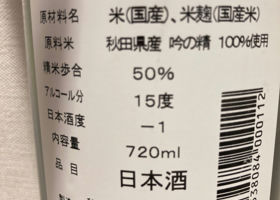 原材料名 米(国産)、米麹(国産米)
原料米 秋田県産 吟の精 100%使用
精米歩合 50%
アルコール分 15度
日本酒度 −1
内容量 720ml
品目 日本酒